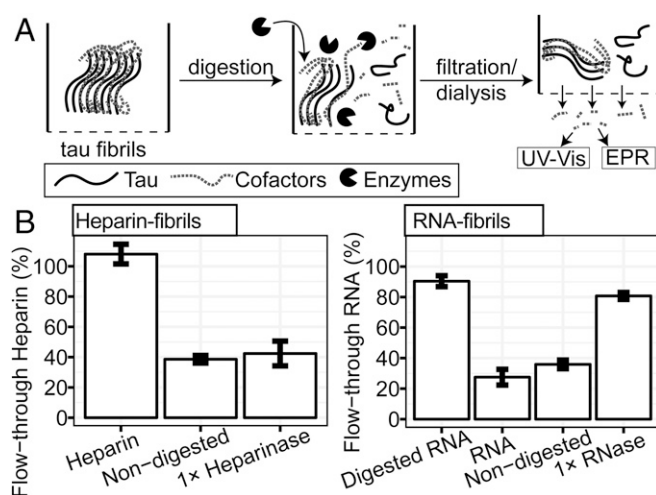 A
digestion
filtration/
dialysis
tau fibrils
UV-Vis
EPR
Tau
Cofactors
Enzymes
B
Heparin-fibrils
Flow-through Heparin (%)
100
80
60
40
20
0
Heparin
Non-digested
1× Heparinase
RNA-fibrils
Flow-through RNA (%)
100
80
60
40
20
0
Digested RNA
RNA
Non-digested
1× RNase